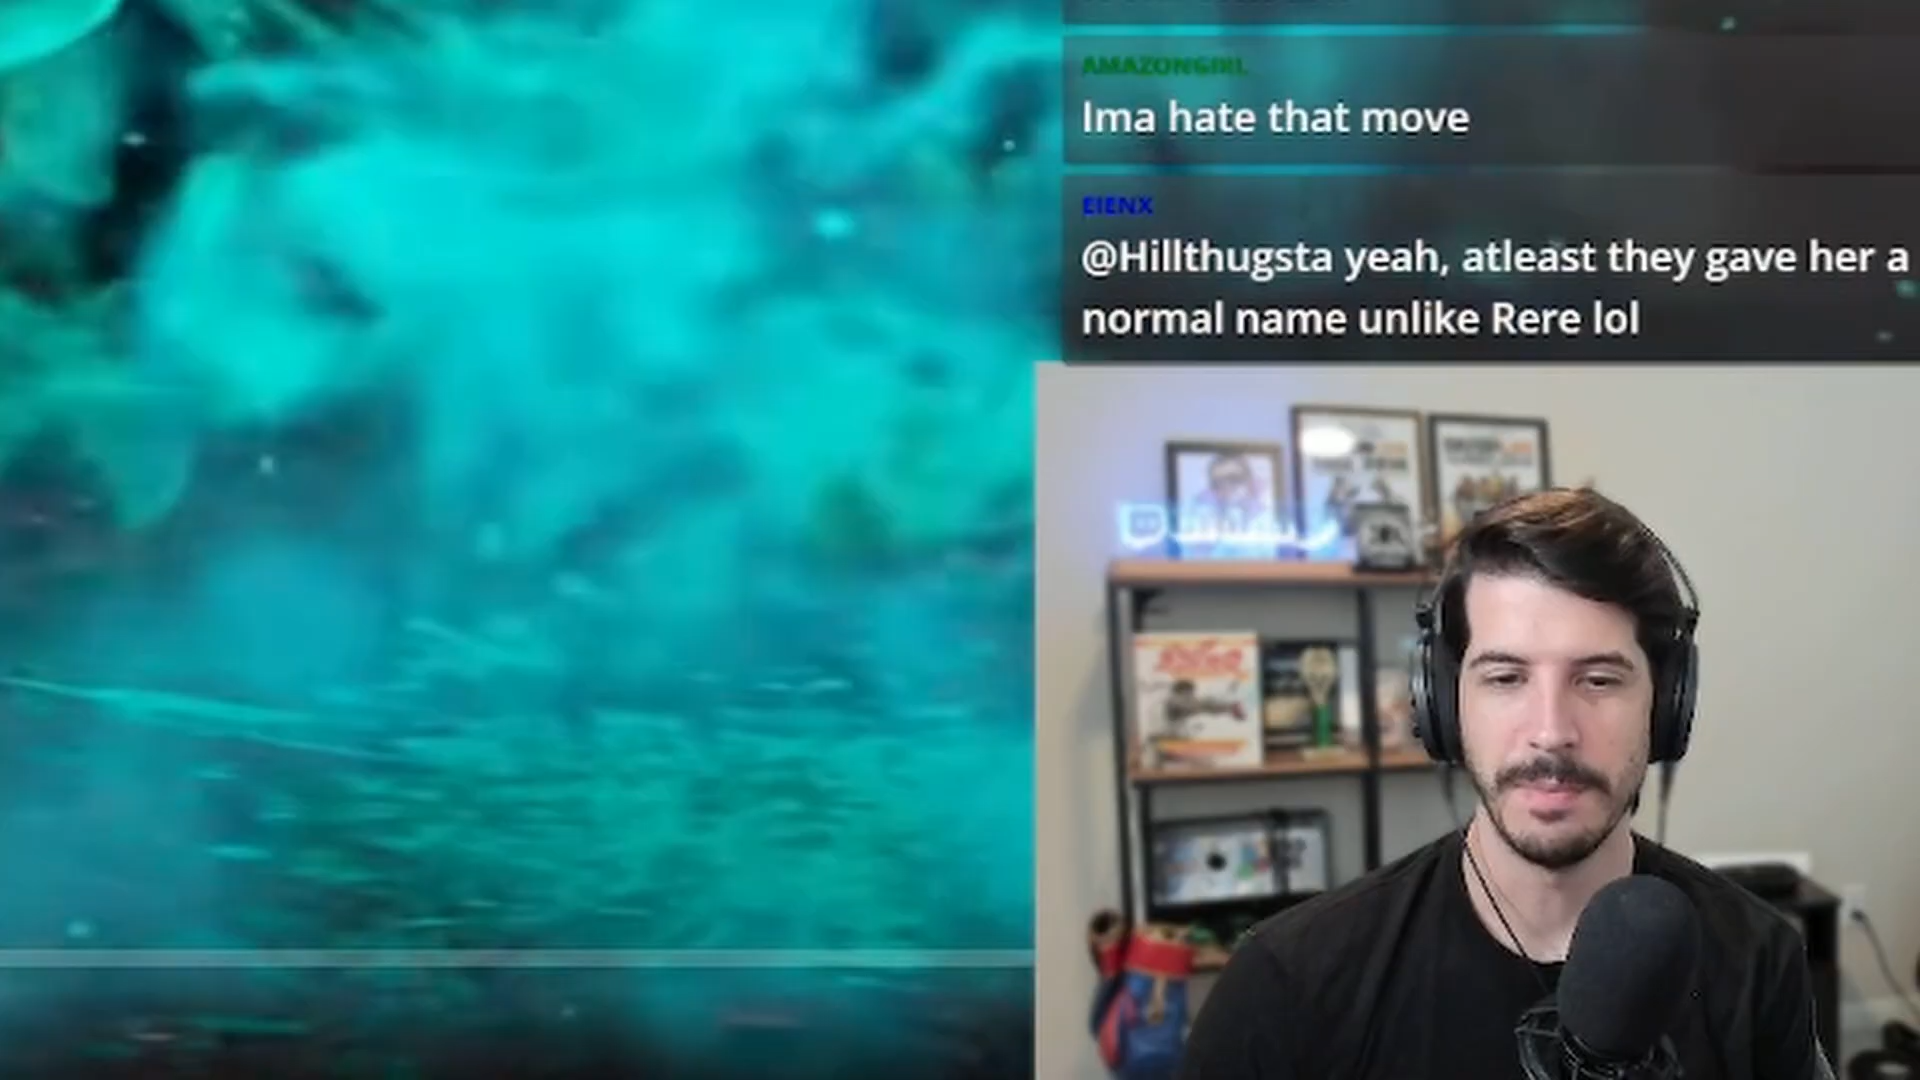 AMAZONGIRL
Ima hate that move
EIENX
@Hillthugsta yeah, atleast they gave her a
normal name unlike Rere lol